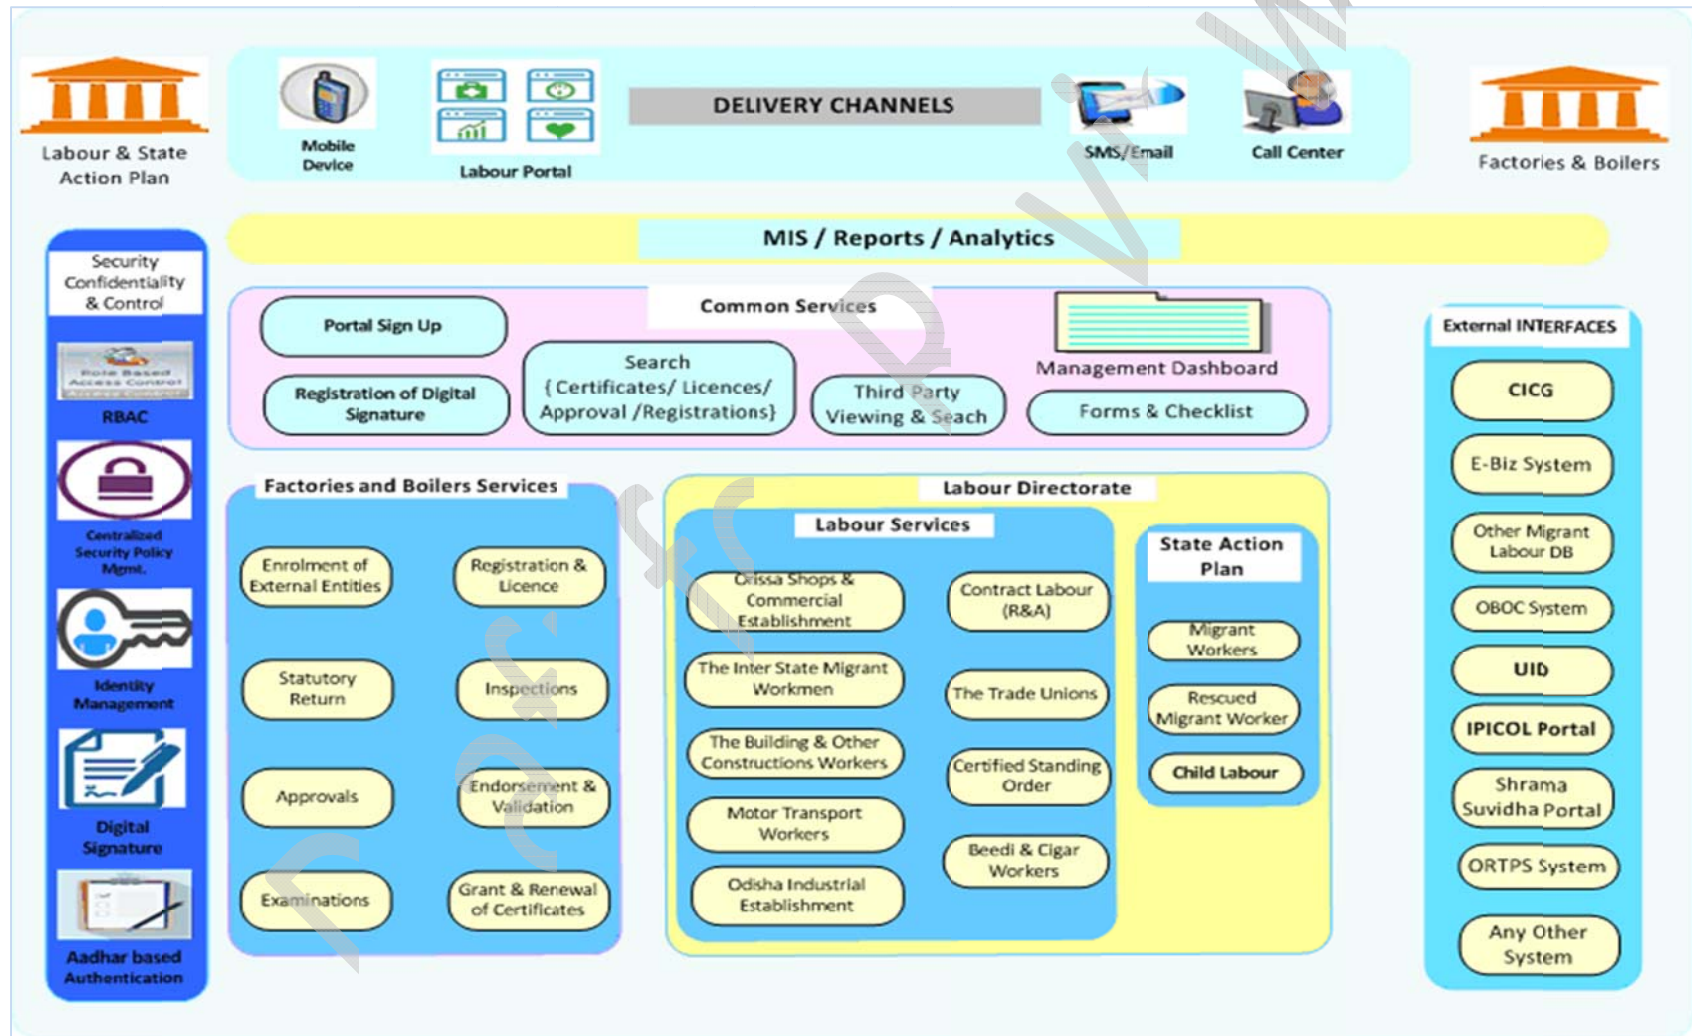 Labour & State
Action Plan
Mobile
Device
Labour Portal
DELIVERY CHANNELS
SMS/Email
Call Center
Factories & Boilers
MIS / Reports / Analytics
Security
Confidentiality
& Control
Role Based
Access Control
RBAC
Centralized
Security Policy
Mgmt.
Identity
Management
Digital
Signature
Aadhar based
Authentication
Common Services
Portal Sign Up
Registration of Digital
Signature
Search
{ Certificates/ Licences/
Approval /Registrations}
Third Party
Viewing & Seach
Management Dashboard
Forms & Checklist
Factories and Boilers Services
Enrolment of
External Entities
Registration &
Licence
Statutory
Return
Inspections
Approvals
Endorsement &
Validation
Examinations
Grant & Renewal
of Certificates
Labour Directorate
Labour Services
Orissa Shops &
Commercial
Establishment
Contract Labour
(R&A)
The Inter State Migrant
Workmen
The Trade Unions
The Building & Other
Constructions Workers
Certified Standing
Order
Motor Transport
Workers
Beedi & Cigar
Workers
Odisha Industrial
Establishment
State Action
Plan
Migrant
Workers
Rescued
Migrant Worker
Child Labour
External INTERFACES
CICG
E-Biz System
Other Migrant
Labour DB
OBOC System
UID
IPICOL Portal
Shrama
Suvidha Portal
ORTPS System
Any Other
System